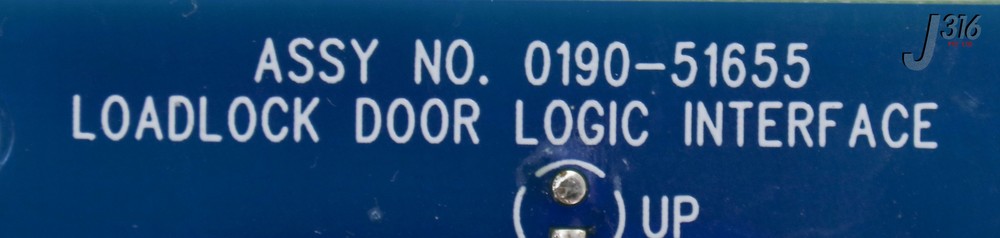 J316
ASSY NO. 0190-51655
LOADLOCK DOOR LOGIC INTERFACE
UP